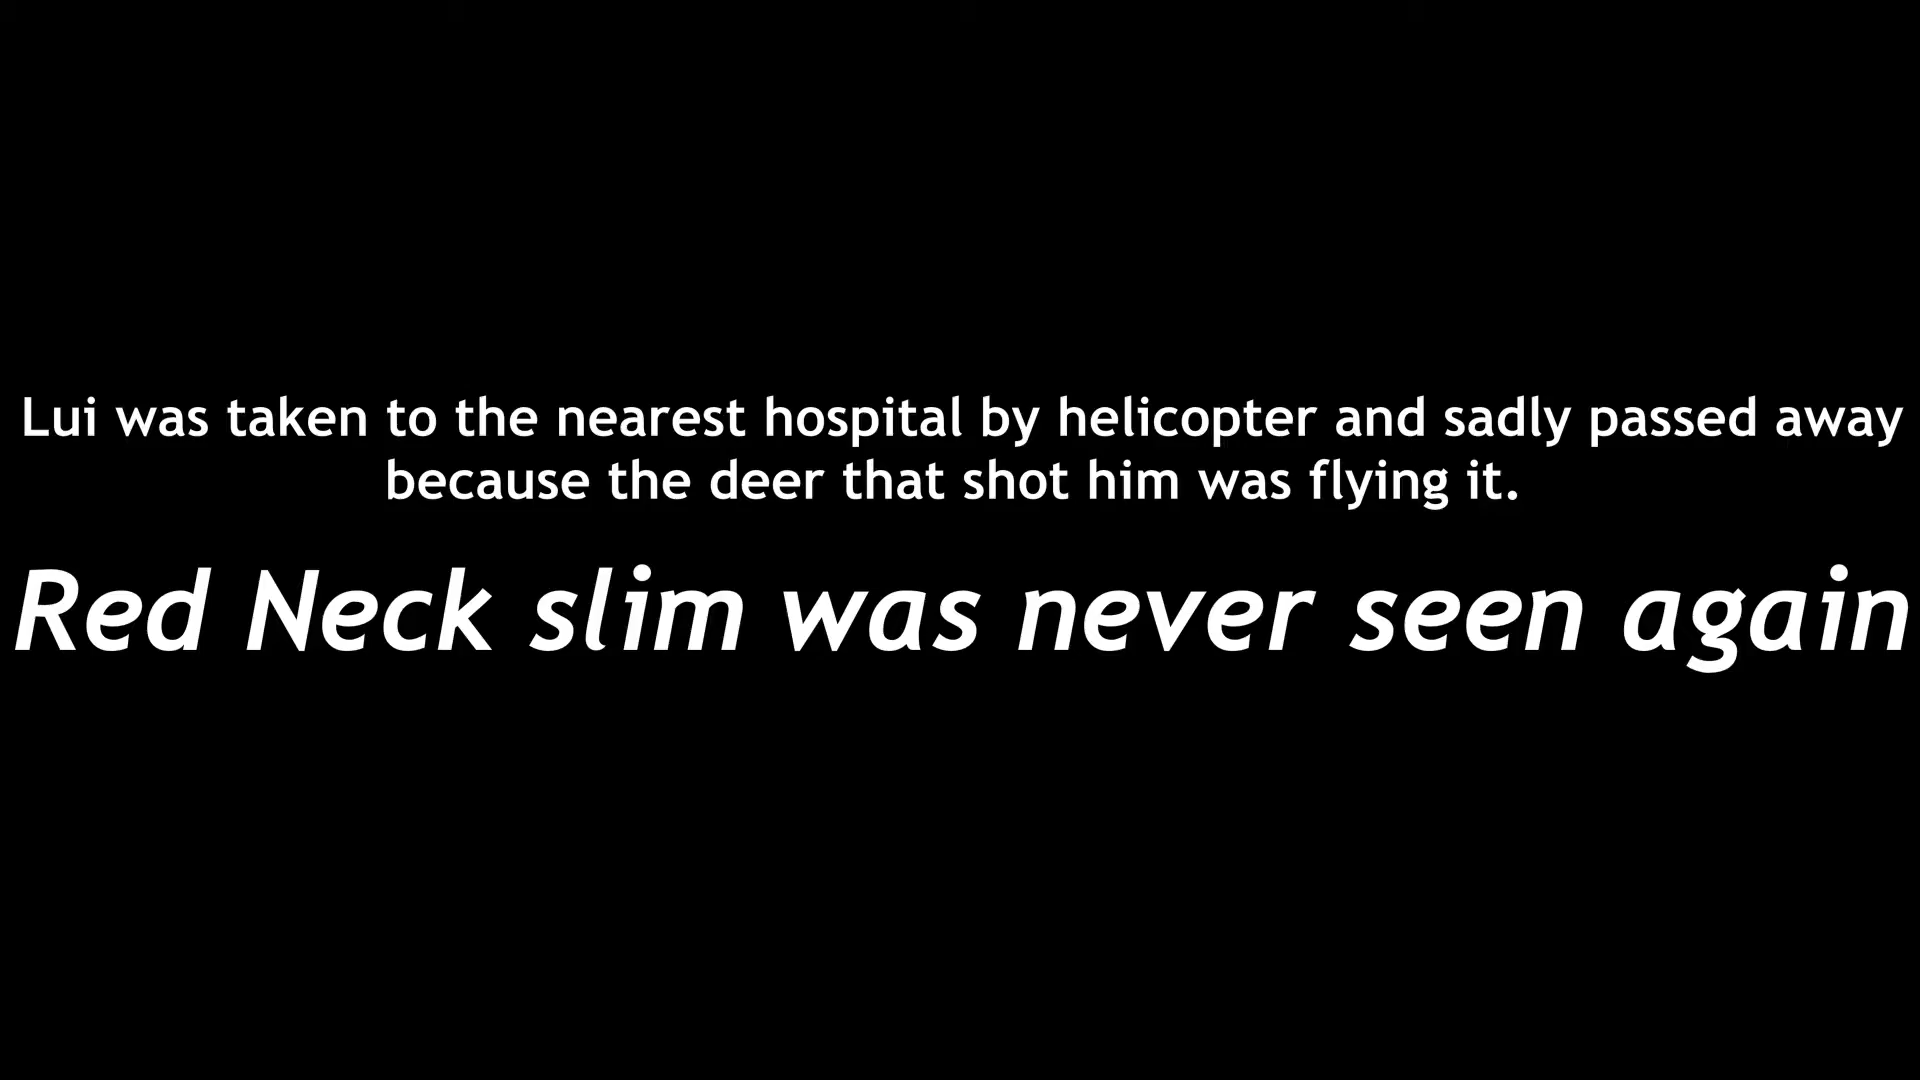 Lui was taken to the nearest hospital by helicopter and sadly passed away
because the deer that shot him was flying it.
Red Neck slim was never seen again